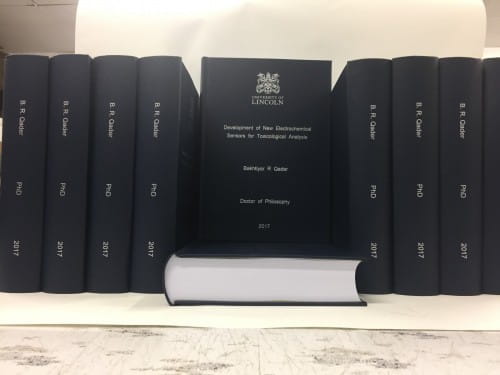 B. R. Qader PhD 2017
B. R. Qader PhD 2017
B. R. Qader PhD 2017
B. R. Qader PhD 2017
UNIVERSITY OF
LINCOLN
Development of New Electrochemical
Sensors for Toxicological Analysis
R Qader
Doctor of Philosophy
2017
B. R. Qader PhD 2017
B. R. Qader PhD 2017
B. R. Qader PhD 2017